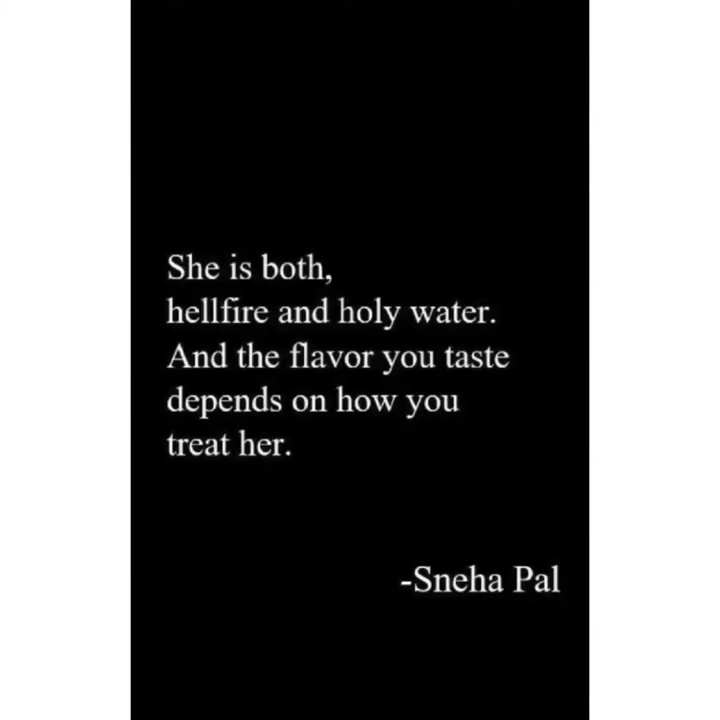 She is both,
hellfire and holy water.
And the flavor you taste
depends on how you
treat her.
-Sneha Pal